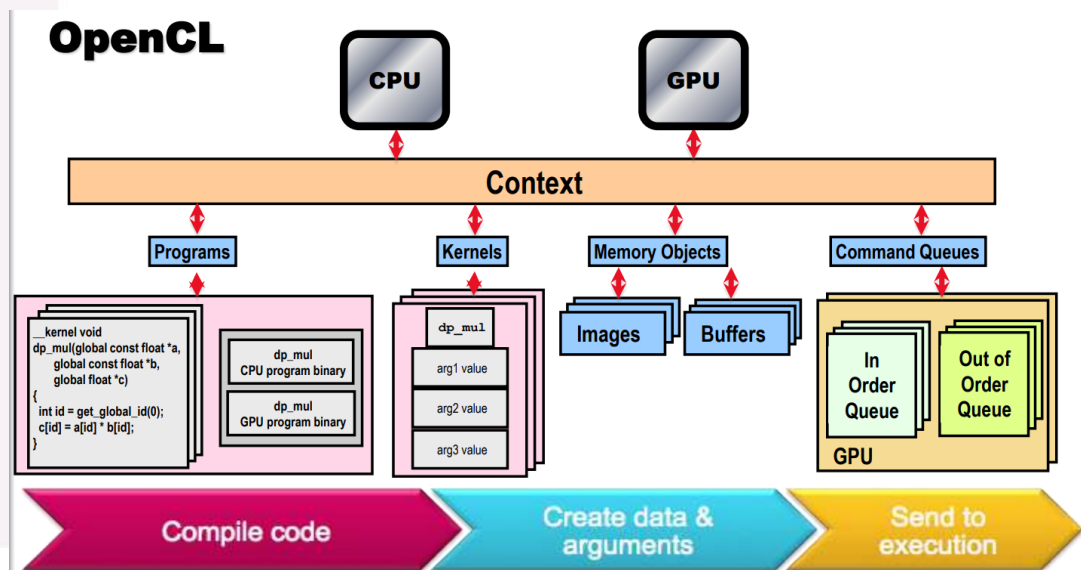 OpenCL
CPU
GPU
Context
Programs
Kernels
Memory Objects
Command Queues
__kernel void
dp_mul(global const float *a,
global const float *b,
global float *c)
{
int id = get_global_id(0);
c[id] = a[id] * b[id];
}
dp_mul
CPU program binary
dp_mul
GPU program binary
dp_mul
arg1 value
arg2 value
arg3 value
Images
Buffers
In
Order
Queue
Out of
Order
Queue
GPU
Compile code
Create data &
arguments
Send to
execution